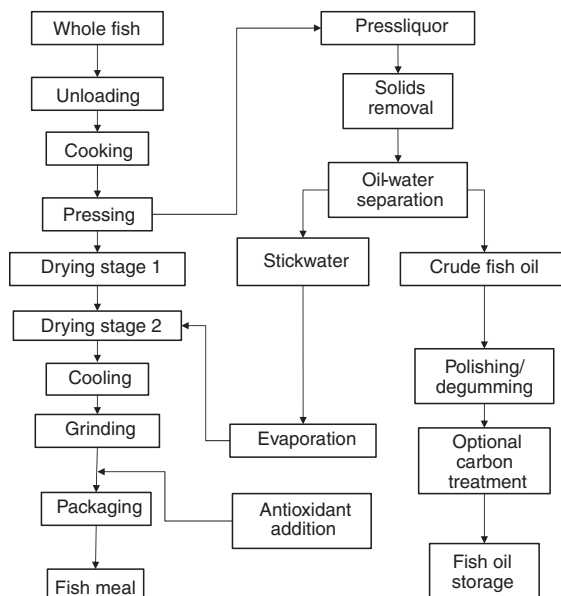 Whole fish
Unloading
Cooking
Pressing
Drying stage 1
Drying stage 2
Cooling
Grinding
Packaging
Fish meal
Pressliquor
Solids
removal
Oil-water
separation
Stickwater
Evaporation
Antioxidant
addition
Crude fish oil
Polishing/
degumming
Optional
carbon
treatment
Fish oil
storage